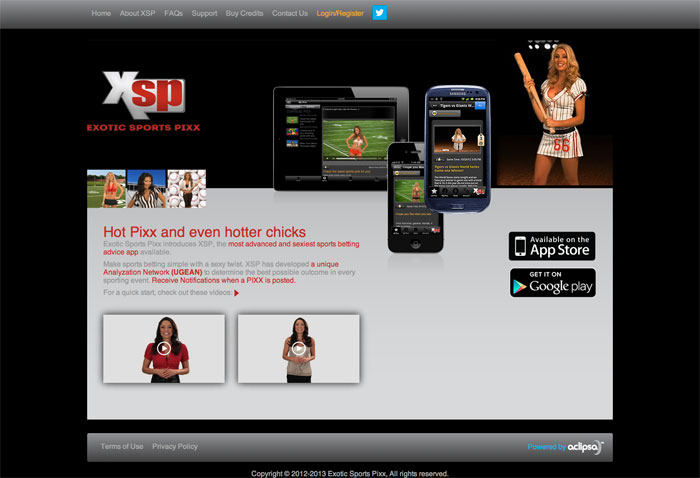 Home About XSP FAQs Support Buy Credits Contact Us Login/Register
Xsp
EXOTIC SPORTS PIXX
SAMSUNG
Tigers vs Giants W...
66
Hot Pixx and even hotter chicks
Exotic Sports Pixx introduces XSP, the most advanced and sexiest sports betting
advice app available.
Make sports betting simple with a sexy twist. XSP has developed a unique
Analyzation Network (UGEAN) to determine the best possible outcome in every
sporting event. Receive Notifications when a PIXX is posted.
For a quick start, check out these videos:
Available on the
App Store
GET IT ON
Google play
Terms of Use Privacy Policy
Powered by aclipsa
Copyright © 2012-2013 Exotic Sports Pixx, All rights reserved.